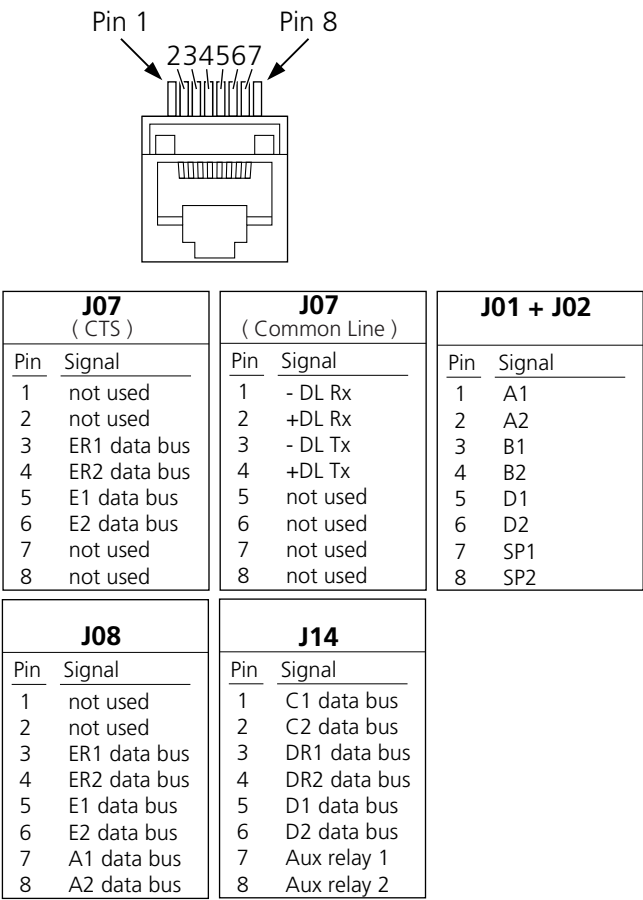 Pin 1
Pin 8
234567
J07
( CTS )
Pin Signal
1 not used
2 not used
3 ER1 data bus
4 ER2 data bus
5 E1 data bus
6 E2 data bus
7 not used
8 not used
J07
( Common Line )
Pin Signal
1 - DL Rx
2 +DL Rx
3 - DL Tx
4 +DL Tx
5 not used
6 not used
7 not used
8 not used
J01 + J02
Pin Signal
1 A1
2 A2
3 B1
4 B2
5 D1
6 D2
7 SP1
8 SP2
J08
Pin Signal
1 not used
2 not used
3 ER1 data bus
4 ER2 data bus
5 E1 data bus
6 E2 data bus
7 A1 data bus
8 A2 data bus
J14
Pin Signal
1 C1 data bus
2 C2 data bus
3 DR1 data bus
4 DR2 data bus
5 D1 data bus
6 D2 data bus
7 Aux relay 1
8 Aux relay 2